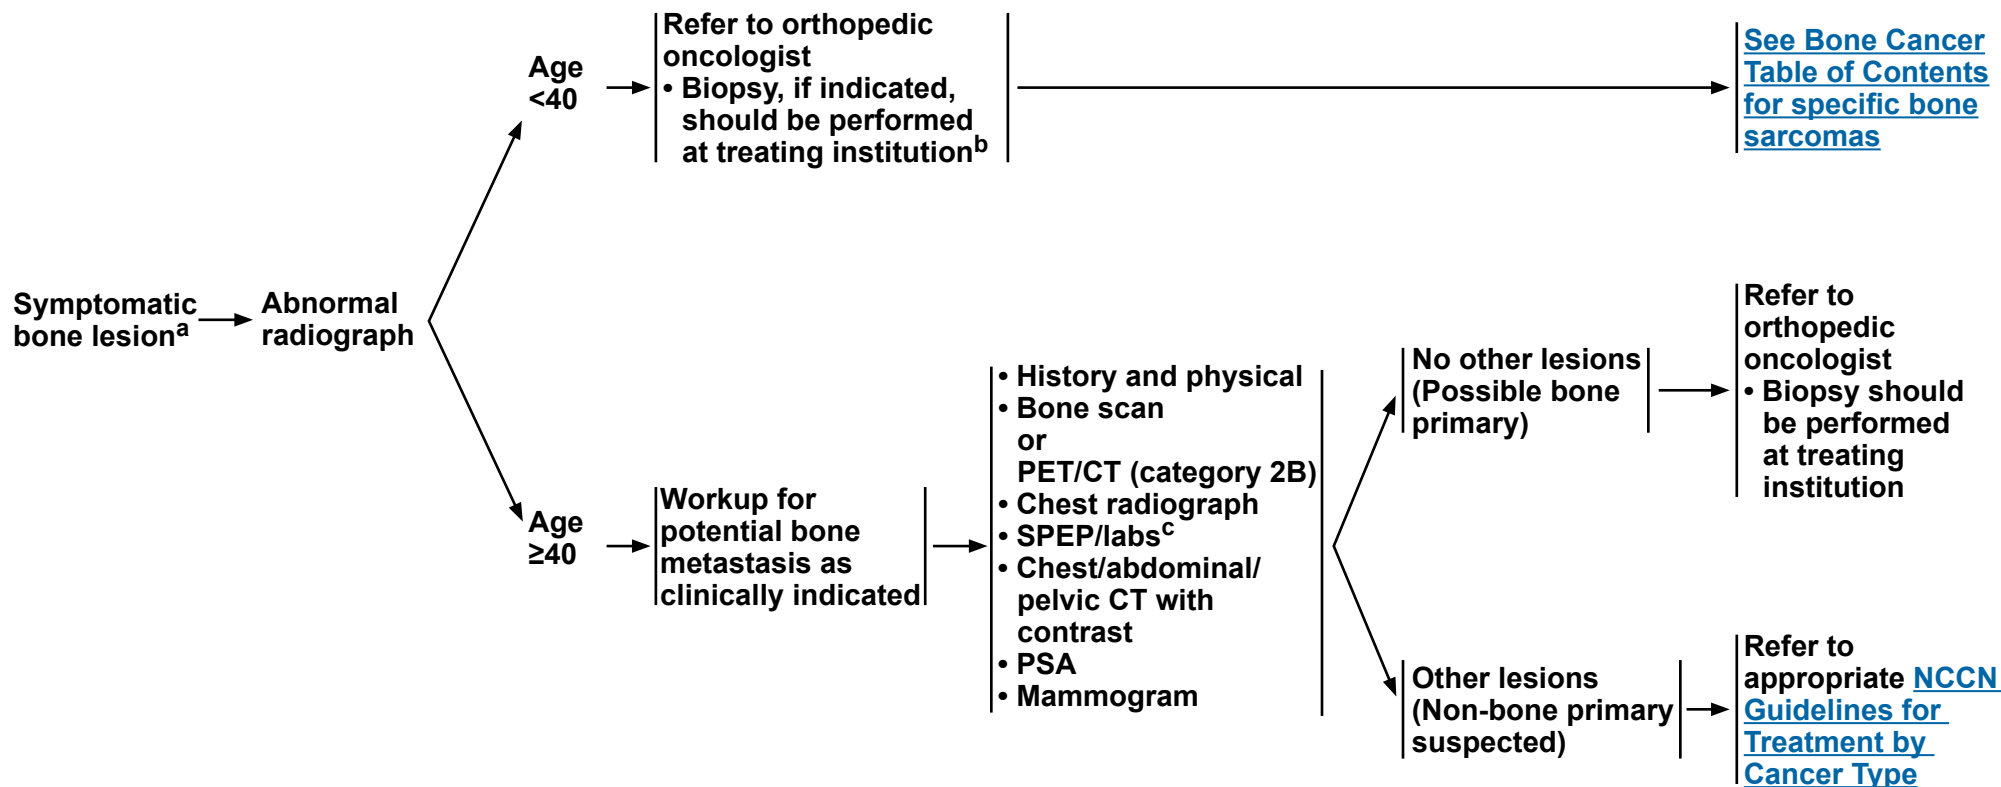 Symptomatic
bone lesionᵃ
Abnormal
radiograph
Age
<40
Refer to orthopedic
oncologist
• Biopsy, if indicated,
should be performed
at treating institutionᵇ
See Bone Cancer
Table of Contents
for specific bone
sarcomas
Age
≥40
Workup for
potential bone
metastasis as
clinically indicated
• History and physical
• Bone scan
or
PET/CT (category 2B)
• Chest radiograph
• SPEP/labsᶜ
• Chest/abdominal/
pelvic CT with
contrast
• PSA
• Mammogram
No other lesions
(Possible bone
primary)
Refer to
orthopedic
oncologist
• Biopsy should
be performed
at treating
institution
Other lesions
(Non-bone primary
suspected)
Refer to
appropriate NCCN
Guidelines for
Treatment by
Cancer Type